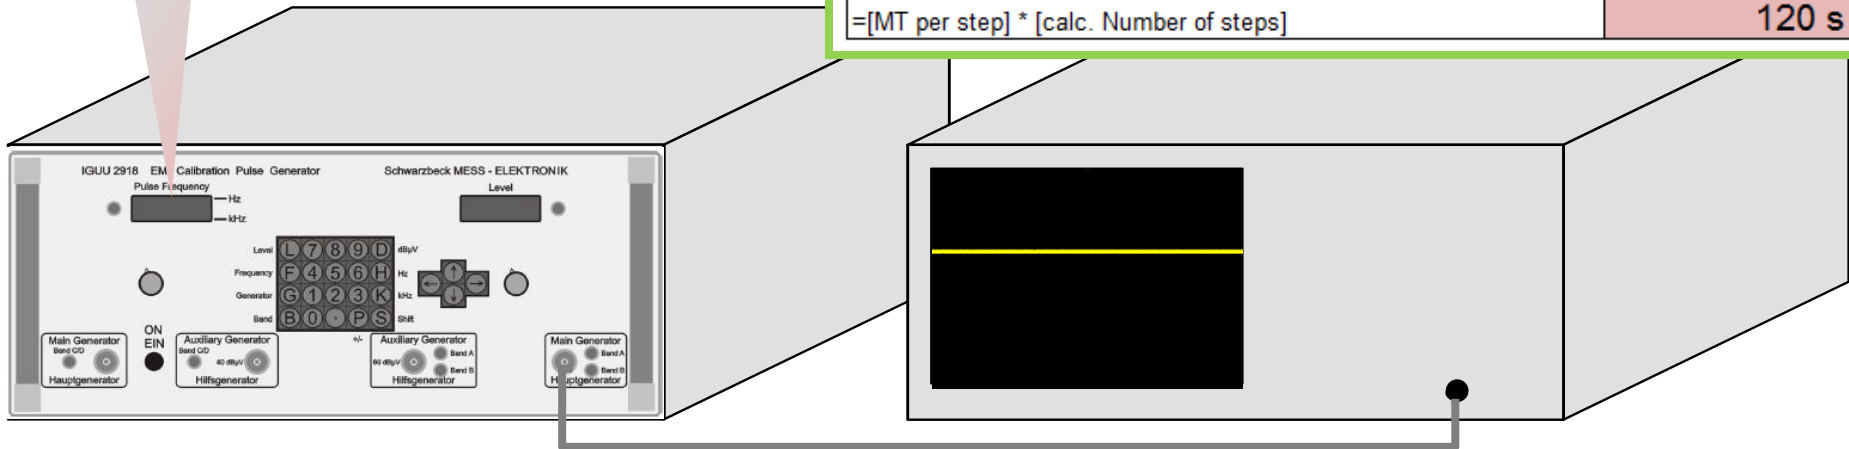 =[MT per step] * [calc. Number of steps] 120 s
IGUU 2918 EMI Calibration Pulse Generator Schwarzbeck MESS - ELEKTRONIK
Pulse Frequency Level
Hz
kHz
Level L 7 8 9 D dBµV
Frequency F 4 5 6 H Hz
Generator G 1 2 3 K kHz
Band B 0 · P S Shift
+/-
← ↑ → ↓
ON
EIN
Main Generator
Band C/D
Hauptgenerator
Auxiliary Generator
Band C/D
40 dBµV
Hilfsgenerator
Auxiliary Generator
Band A
60 dBµV
Band B
Hilfsgenerator
Main Generator
Band A
Band B
Hauptgenerator